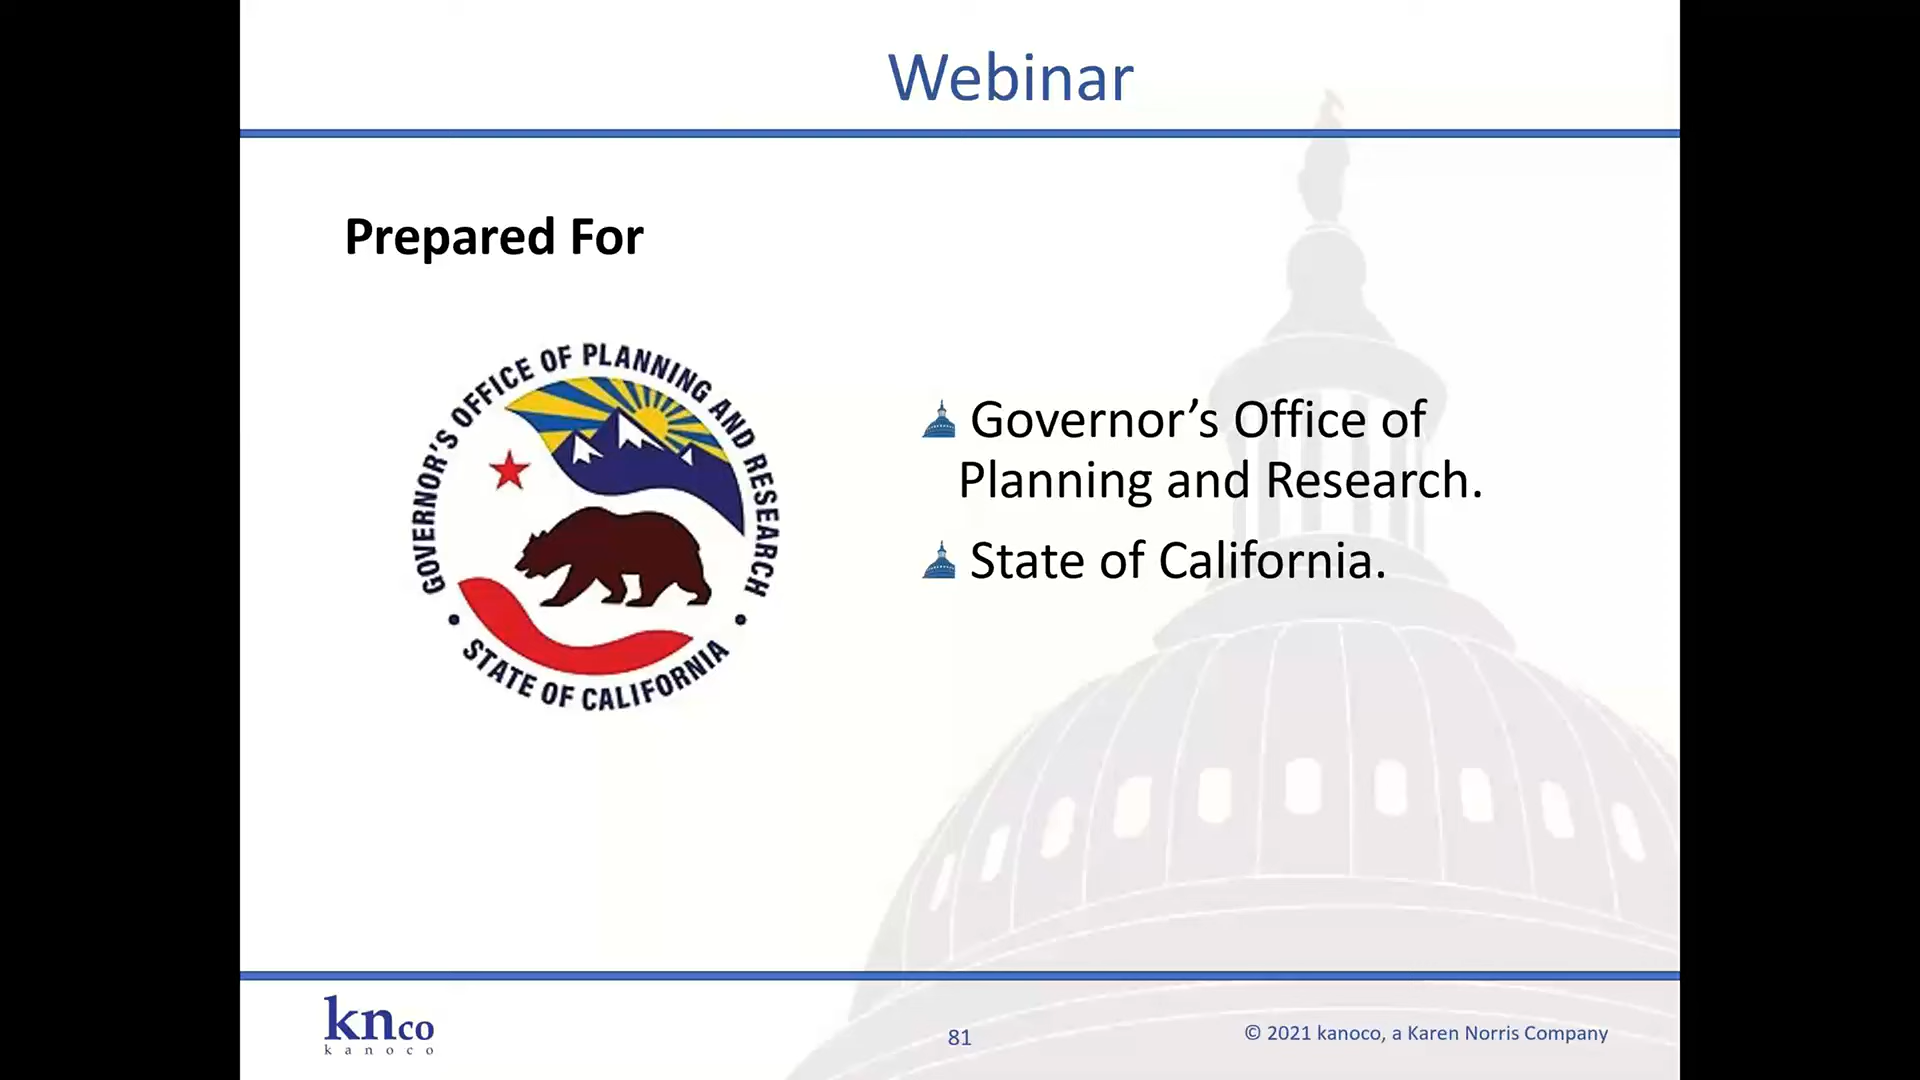 Webinar
Prepared For
GOVERNOR'S OFFICE OF PLANNING AND RESEARCH
• STATE OF CALIFORNIA •
Governor’s Office of
Planning and Research.
State of California.
knco
kanoco
81
© 2021 kanoco, a Karen Norris Company